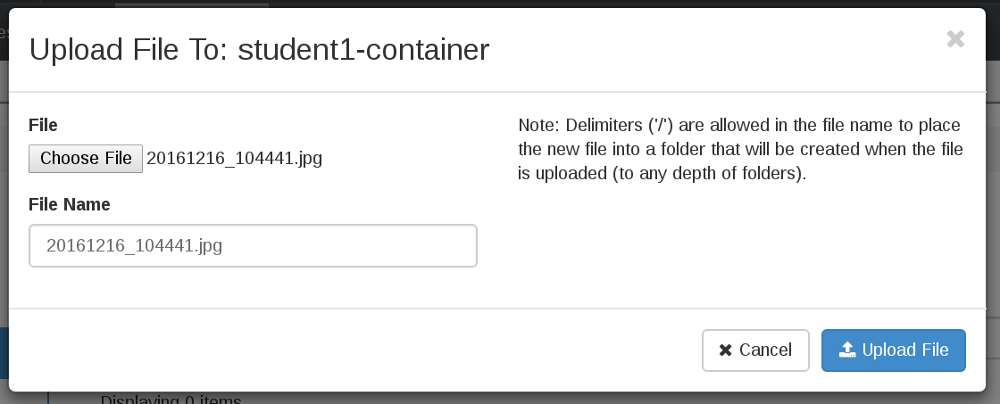 Upload File To: student1-container
File
Choose File 20161216_104441.jpg
File Name
20161216_104441.jpg
Note: Delimiters ('/') are allowed in the file name to place
the new file into a folder that will be created when the file
is uploaded (to any depth of folders).
Cancel
Upload File
Displaying 0 items